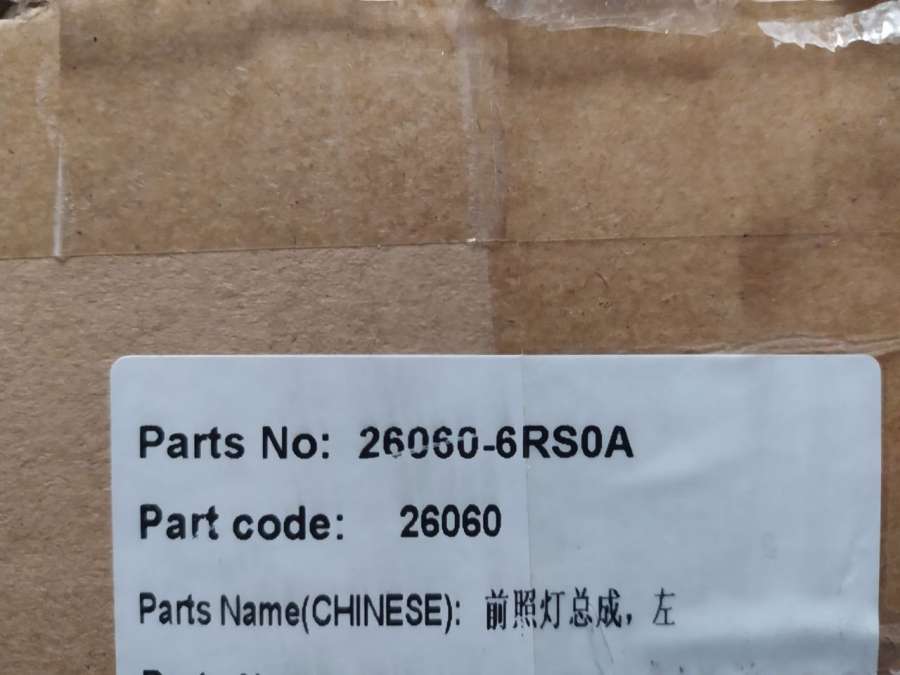 Parts No: 26060-6RS0A
Part code: 26060
Parts Name(CHINESE): 前照灯总成, 左